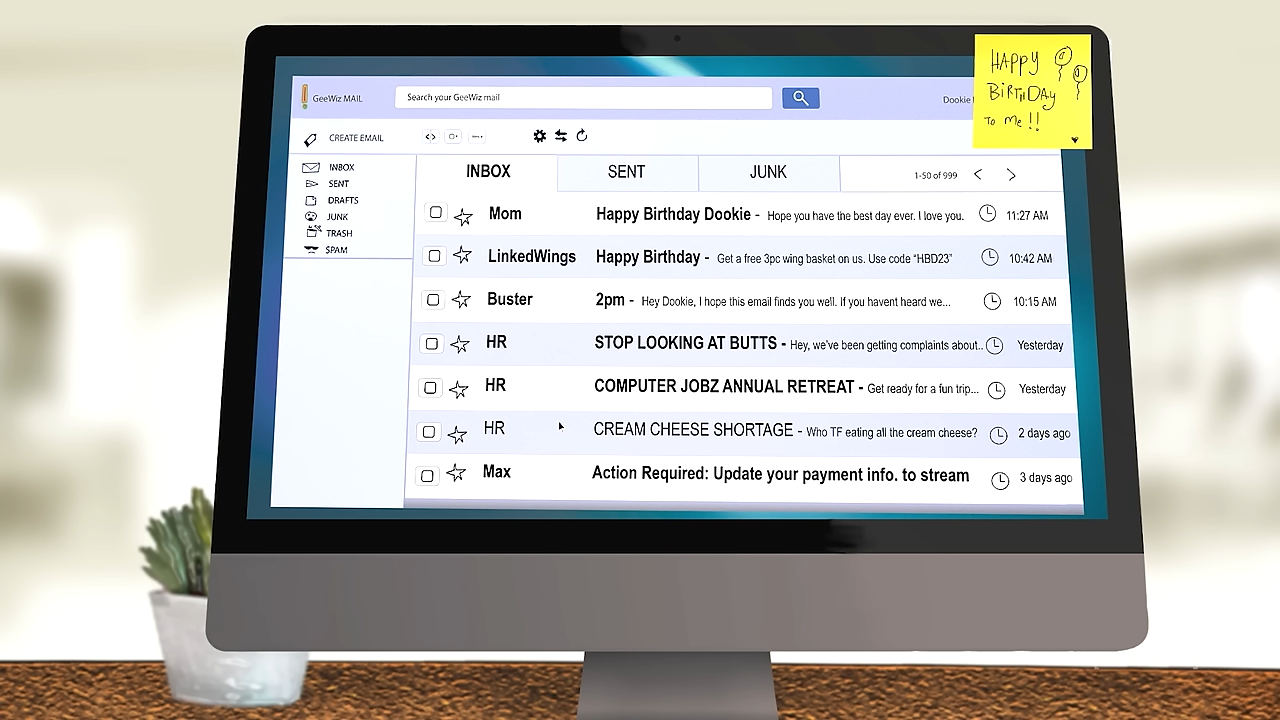 HAPPY
BiRTHDAy
To me!!
GeeWiz MAIL
Search your GeeWiz mail
Dookie
CREATE EMAIL
INBOX
SENT
DRAFTS
JUNK
TRASH
SPAM
INBOX
SENT
JUNK
1-50 of 999
Mom Happy Birthday Dookie - Hope you have the best day ever. I love you. 11:27 AM
LinkedWings Happy Birthday - Get a free 3pc wing basket on us. Use code “HBD23” 10:42 AM
Buster 2pm - Hey Dookie, I hope this email finds you well. If you havent heard we... 10:15 AM
HR STOP LOOKING AT BUTTS - Hey, we've been getting complaints about.. Yesterday
HR COMPUTER JOBZ ANNUAL RETREAT - Get ready for a fun trip... Yesterday
HR CREAM CHEESE SHORTAGE - Who TF eating all the cream cheese? 2 days ago
Max Action Required: Update your payment info. to stream 3 days ago